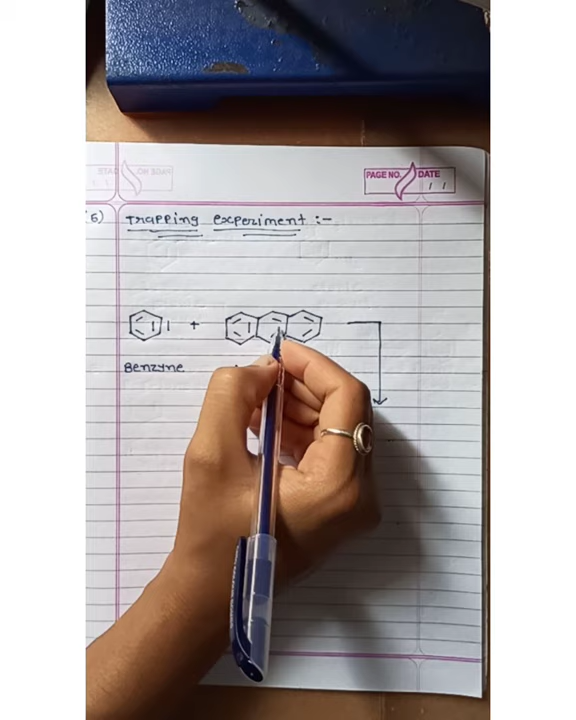 PAGE NO. DATE
/ /
(6) Trapping experiment :-
+
Benzyne